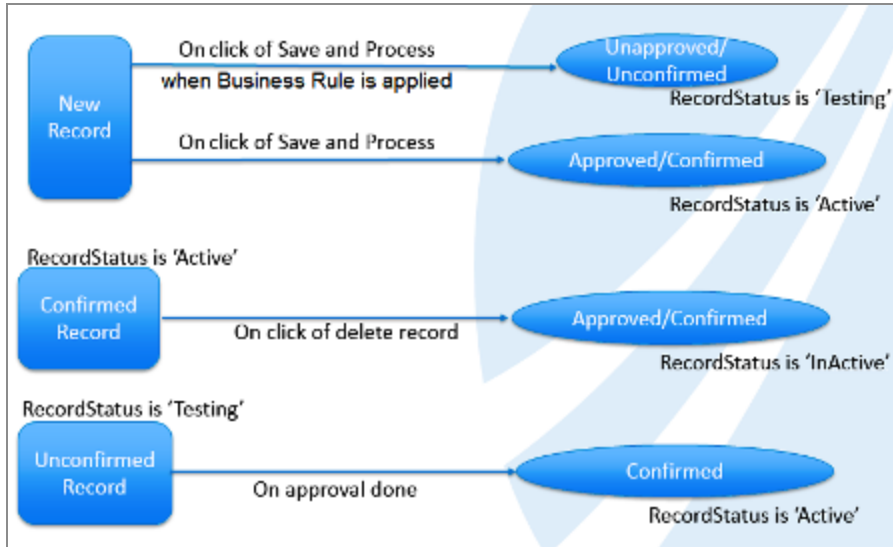 On click of Save and Process
when Business Rule is applied
Unapproved/
Unconfirmed
RecordStatus is 'Testing'
New
Record
On click of Save and Process
Approved/Confirmed
RecordStatus is 'Active'
RecordStatus is 'Active'
Confirmed
Record
On click of delete record
Approved/Confirmed
RecordStatus is 'InActive'
RecordStatus is 'Testing'
Unconfirmed
Record
On approval done
Confirmed
RecordStatus is 'Active'